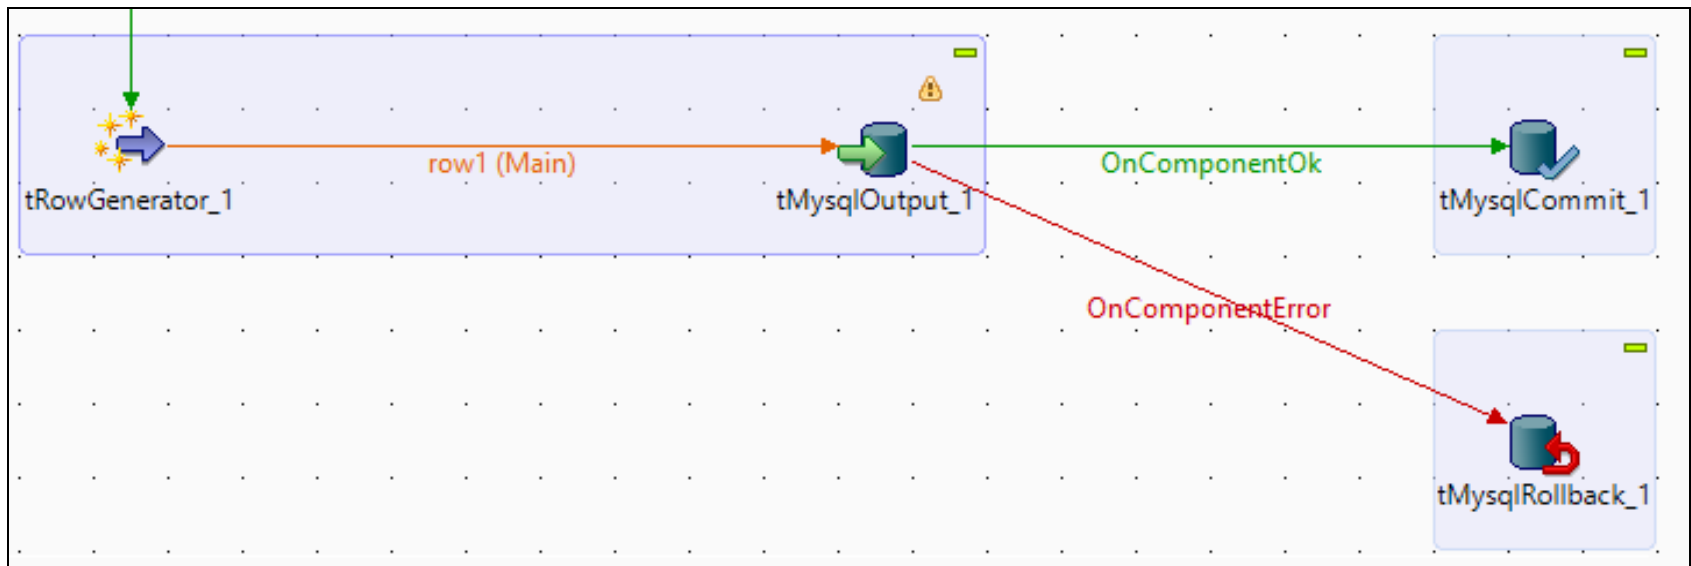 row1 (Main)
OnComponentOk
tRowGenerator_1
tMysqlOutput_1
tMysqlCommit_1
OnComponentError
tMysqlRollback_1